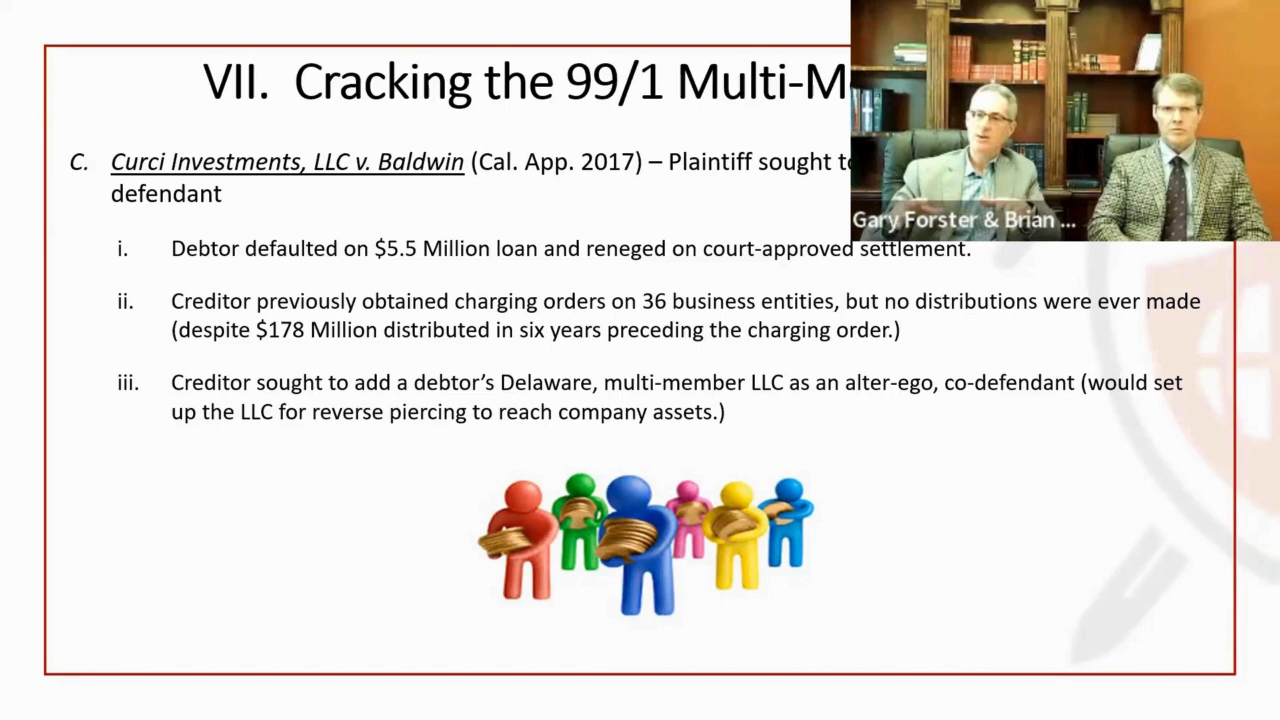 VII. Cracking the 99/1 Multi-M
C. Curci Investments, LLC v. Baldwin (Cal. App. 2017) – Plaintiff sought to
defendant
Gary Forster & Brian ...
i. Debtor defaulted on $5.5 Million loan and reneged on court-approved settlement.
ii. Creditor previously obtained charging orders on 36 business entities, but no distributions were ever made
(despite $178 Million distributed in six years preceding the charging order.)
iii. Creditor sought to add a debtor’s Delaware, multi-member LLC as an alter-ego, co-defendant (would set
up the LLC for reverse piercing to reach company assets.)